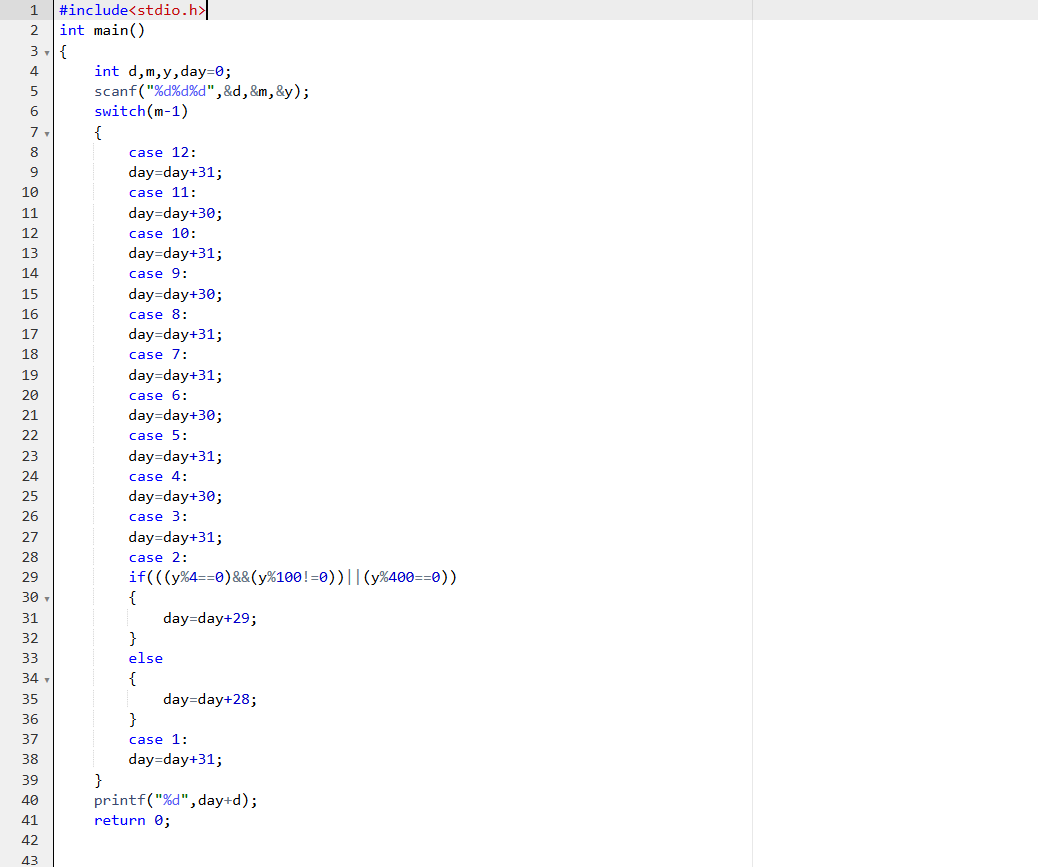 1 #include<stdio.h>
2 int main()
3 {
4 int d,m,y,day=0;
5 scanf("%d%d%d",&d,&m,&y);
6 switch(m-1)
7 {
8 case 12:
9 day=day+31;
10 case 11:
11 day=day+30;
12 case 10:
13 day=day+31;
14 case 9:
15 day=day+30;
16 case 8:
17 day=day+31;
18 case 7:
19 day=day+31;
20 case 6:
21 day=day+30;
22 case 5:
23 day=day+31;
24 case 4:
25 day=day+30;
26 case 3:
27 day=day+31;
28 case 2:
29 if(((y%4==0)&&(y%100!=0))||(y%400==0))
30 {
31 day=day+29;
32 }
33 else
34 {
35 day=day+28;
36 }
37 case 1:
38 day=day+31;
39 }
40 printf("%d",day+d);
41 return 0;
42
43